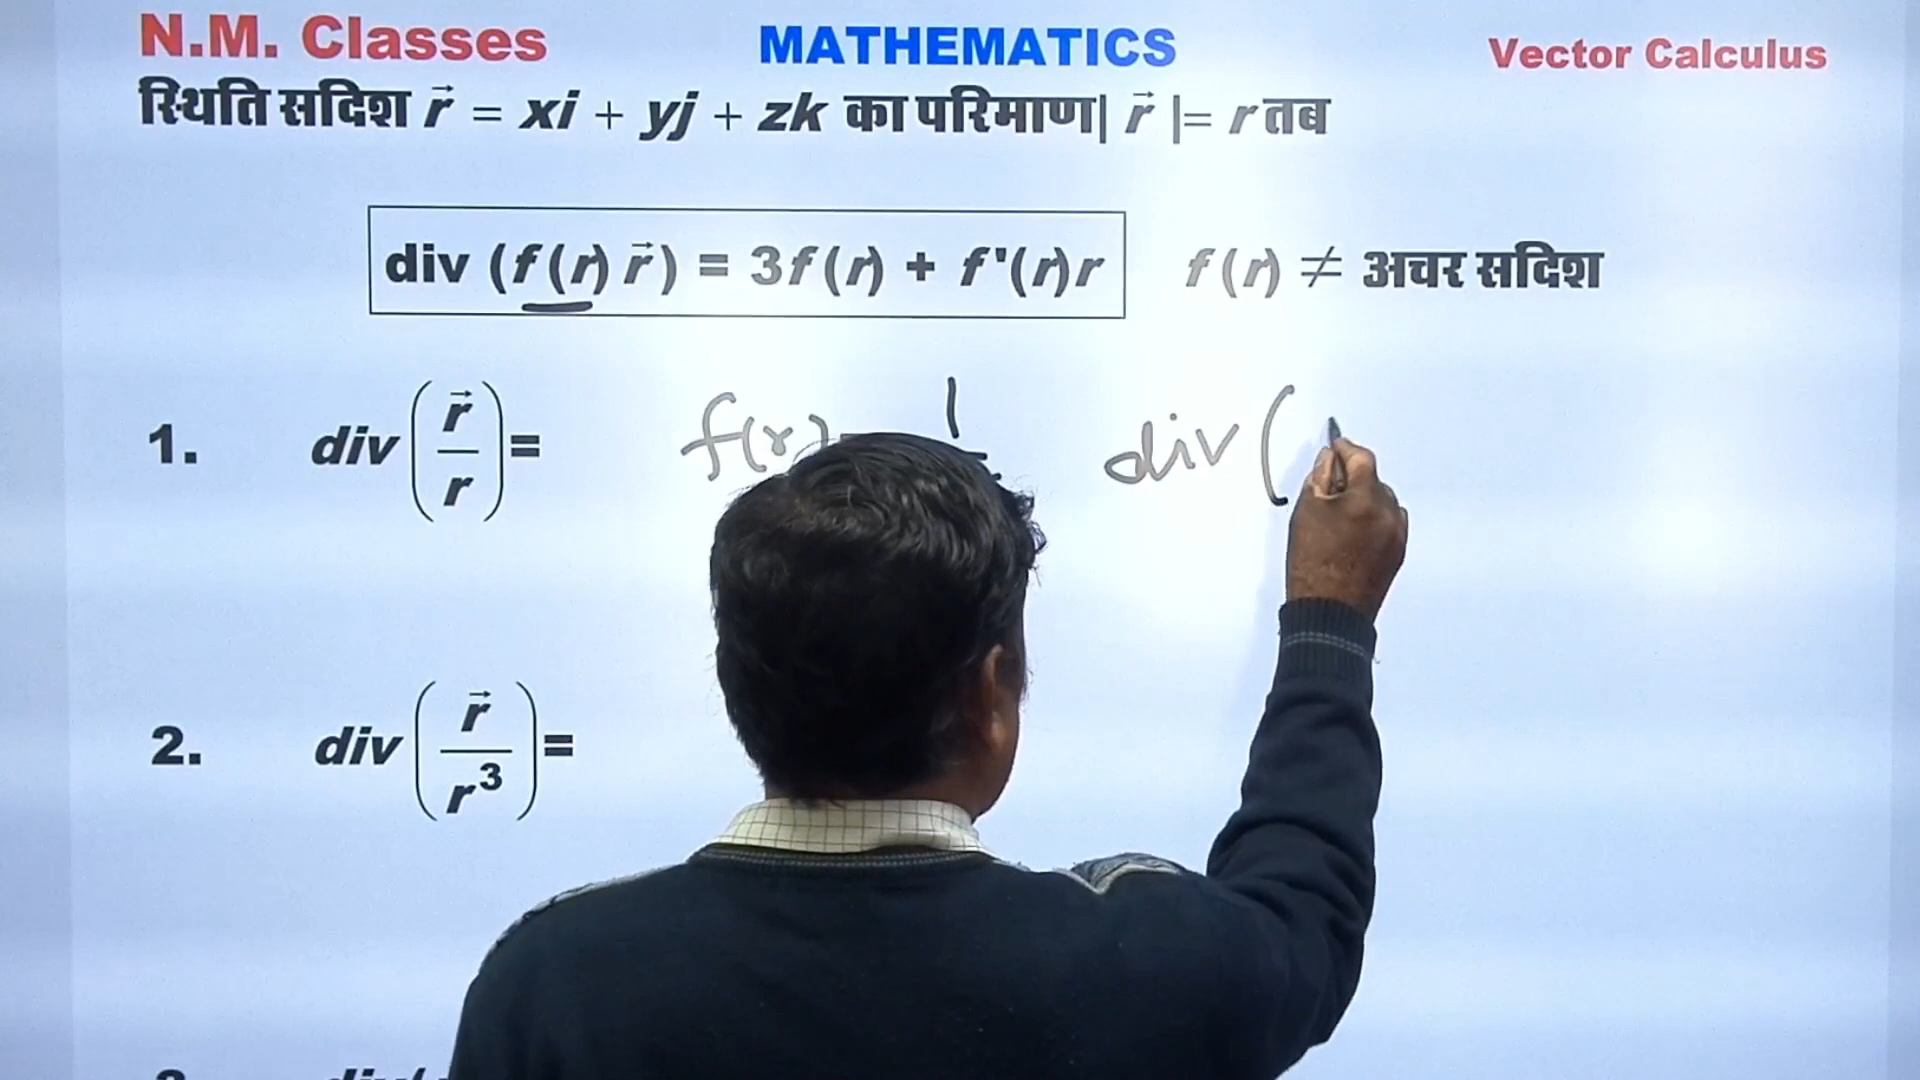 N.M. Classes MATHEMATICS Vector Calculus
स्थिति सदिश r⃗ = xi + yj + zk का परिमाण| r⃗ |= r तब
div (f(r) r⃗) = 3f(r) + f'(r)r f(r) ≠ अचर सदिश
1. div(r⃗/r)= f(r) 1 div (
2. div(r⃗/r³)=